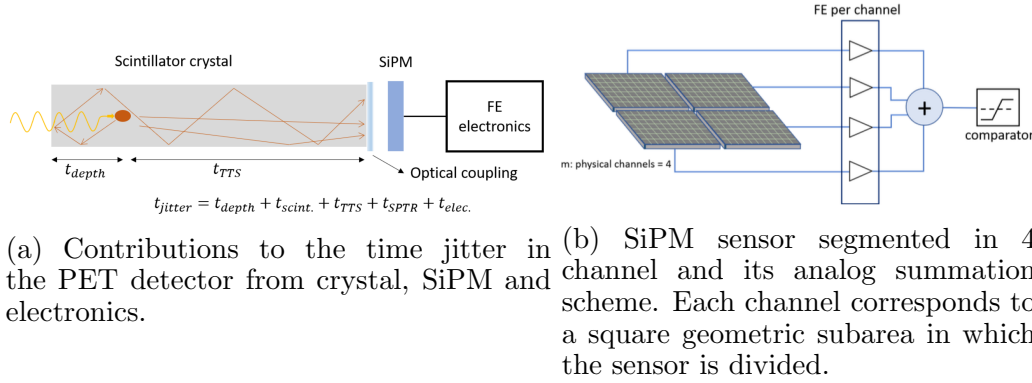 Scintillator crystal
SiPM
FE
electronics
t_depth
t_TTS
Optical coupling
t_jitter = t_depth + t_scint. + t_TTS + t_SPTR + t_elec.
(a) Contributions to the time jitter in
the PET detector from crystal, SiPM and
electronics.
FE per channel
+
comparator
m: physical channels = 4
(b) SiPM sensor segmented in 4
channel and its analog summation
scheme. Each channel corresponds to
a square geometric subarea in which
the sensor is divided.